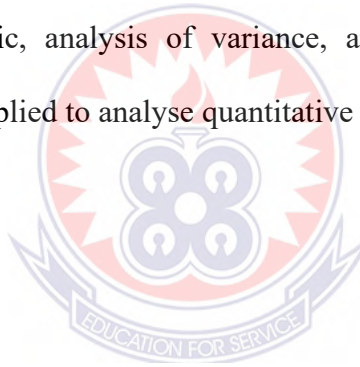 ic, analysis of variance, a
plied to analyse quantitative
EDUCATION FOR SERVICE